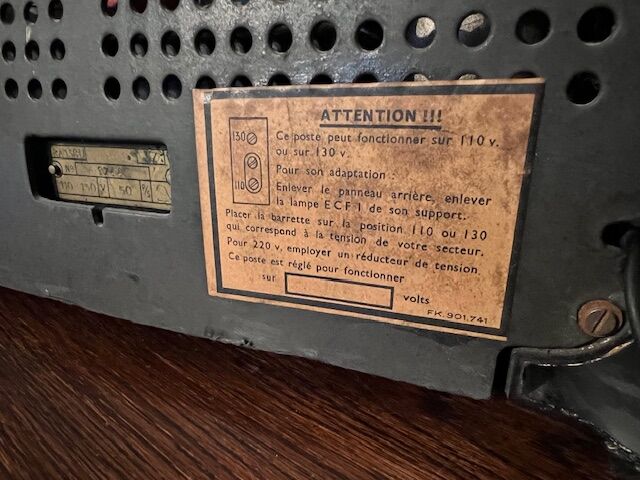 ATTENTION !!!
130
110
Ce poste peut fonctionner sur 110 v.
ou sur 130 v.
Pour son adaptation :
Enlever le panneau arrière, enlever
la lampe ECF 1 de son support.
Placer la barrette sur la position 110 ou 130
qui correspond à la tension de votre secteur.
Pour 220 v. employer un réducteur de tension.
Ce poste est réglé pour fonctionner
sur volts
FK. 901.741
50